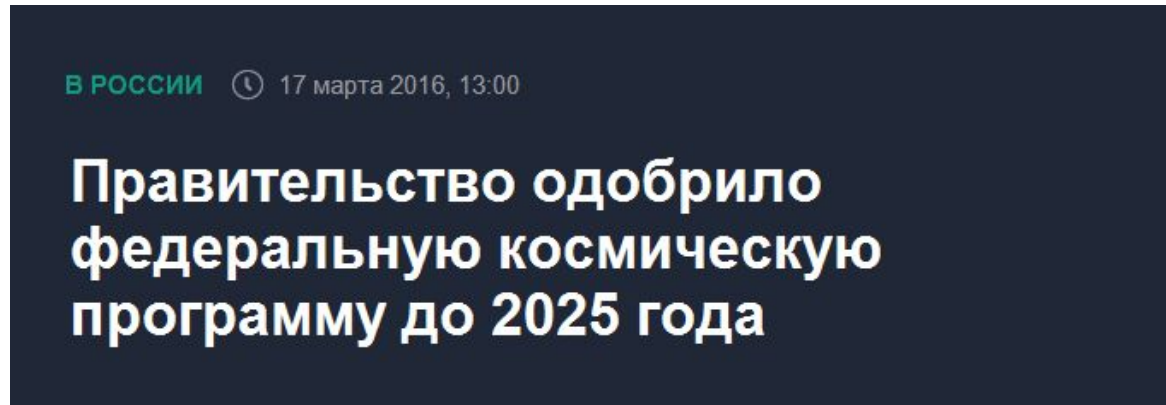 В РОССИИ 17 марта 2016, 13:00
Правительство одобрило
федеральную космическую
программу до 2025 года